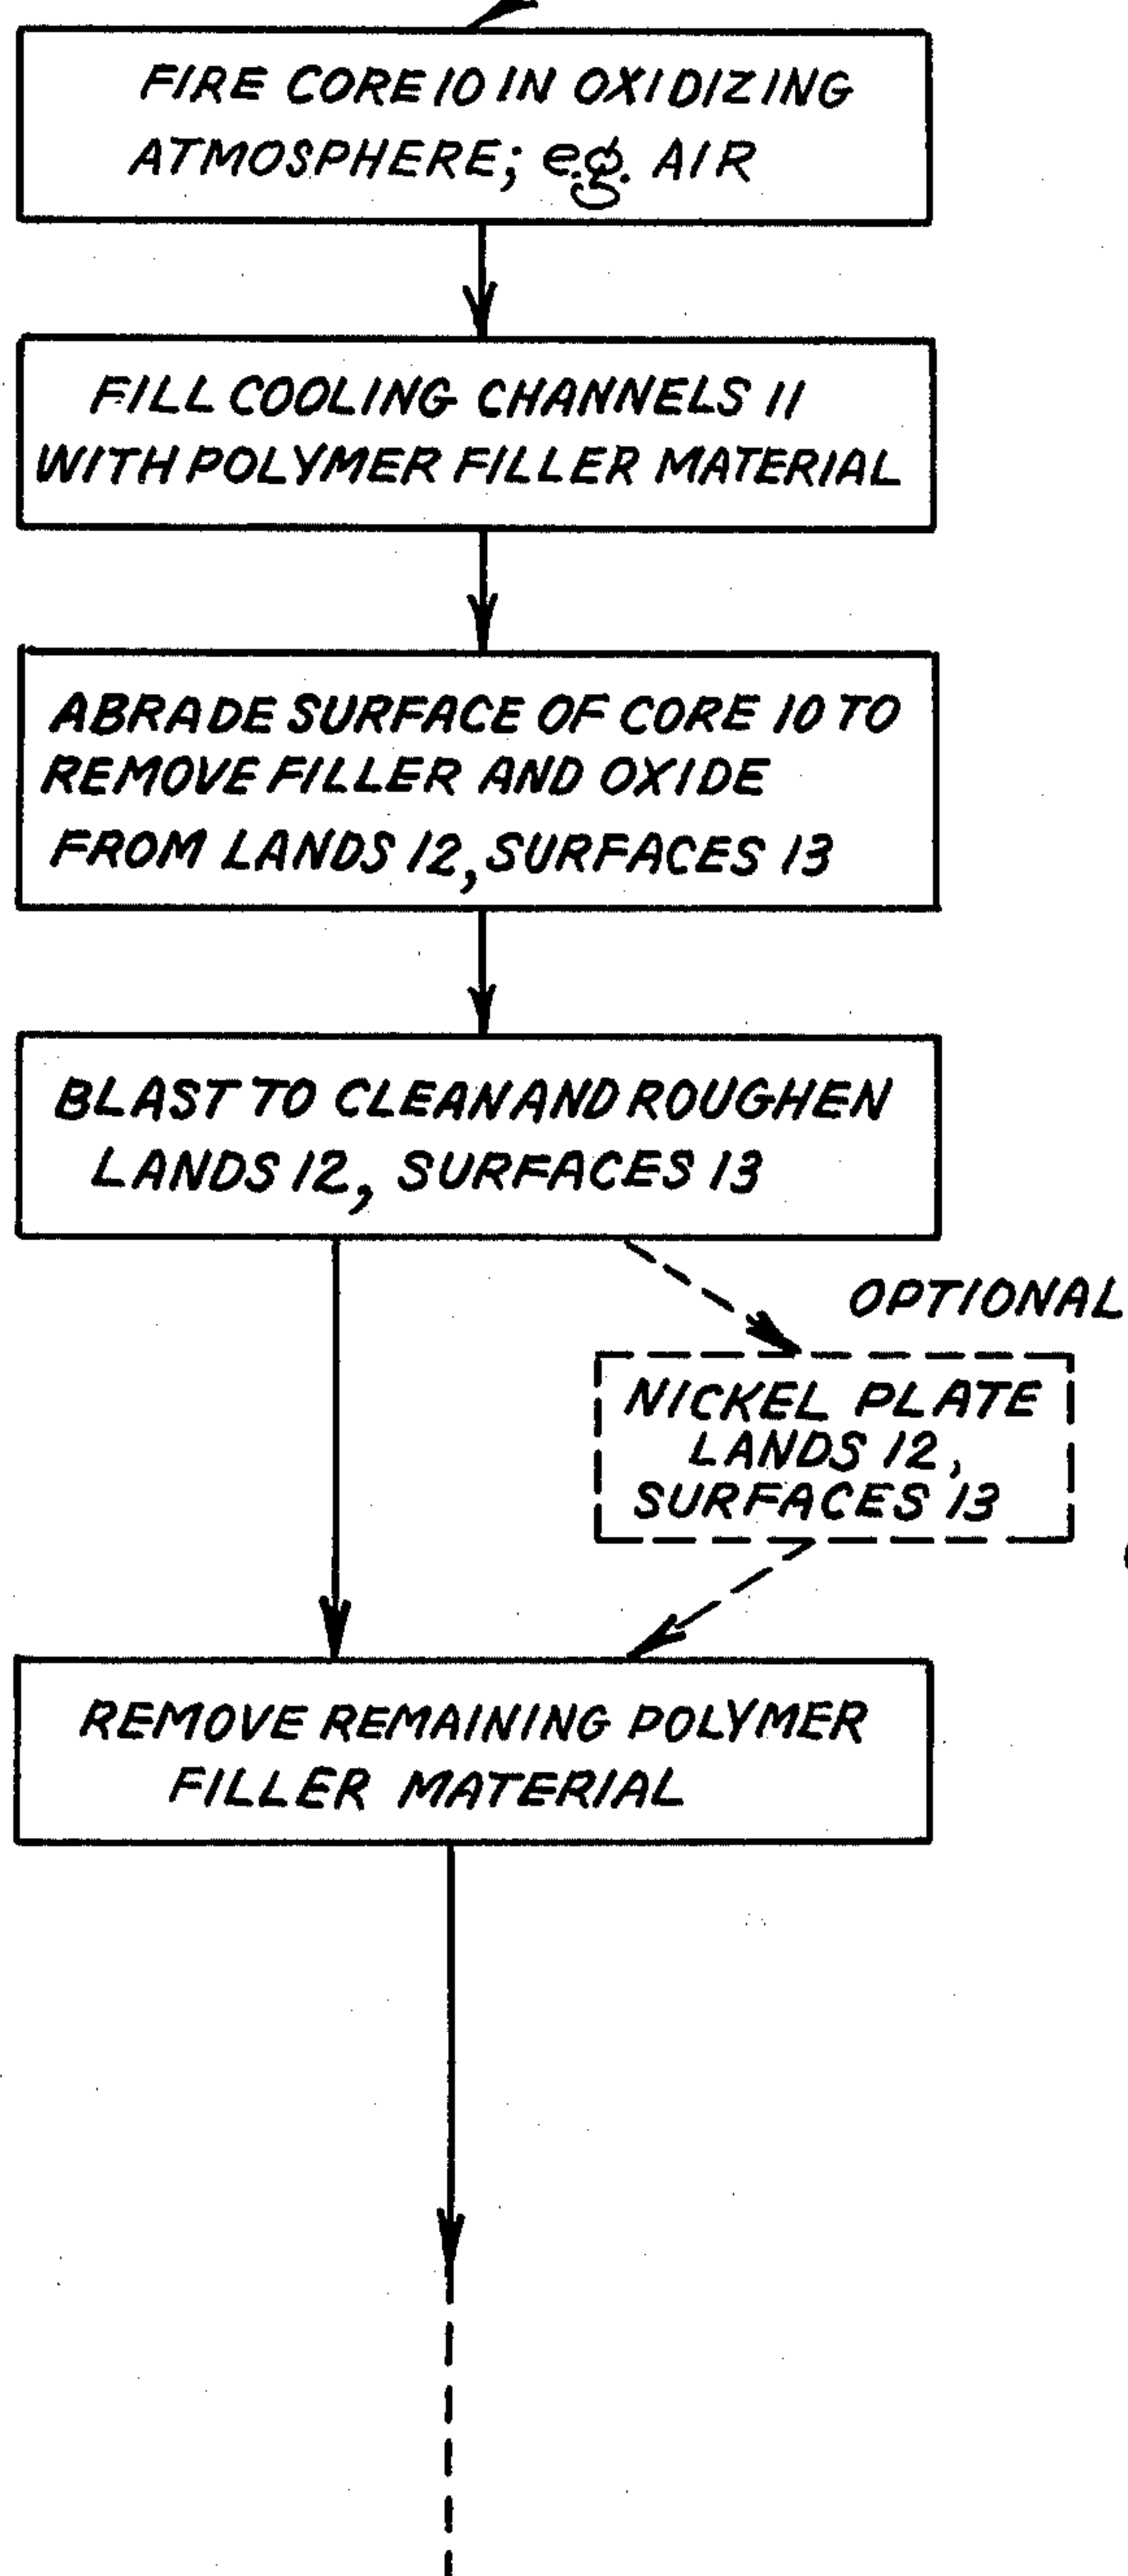 FIRE CORE 10 IN OXIDIZING
ATMOSPHERE; e.g. AIR
FILL COOLING CHANNELS 11
WITH POLYMER FILLER MATERIAL
ABRADE SURFACE OF CORE 10 TO
REMOVE FILLER AND OXIDE
FROM LANDS 12, SURFACES 13
BLAST TO CLEAN AND ROUGHEN
LANDS 12, SURFACES 13
OPTIONAL
NICKEL PLATE
LANDS 12,
SURFACES 13
REMOVE REMAINING POLYMER
FILLER MATERIAL